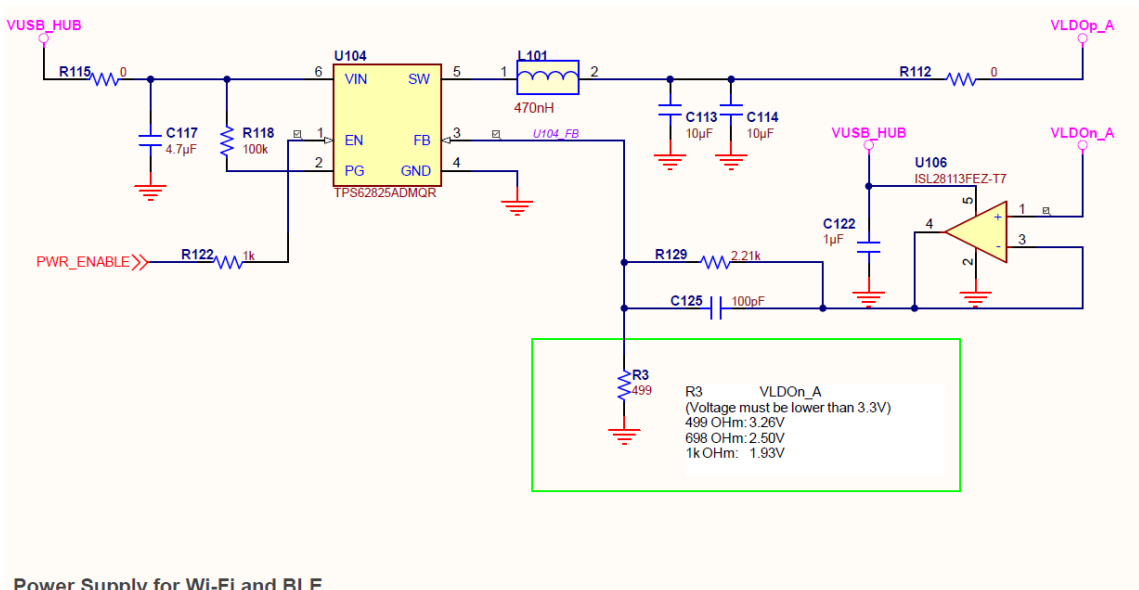 VUSB_HUB
VLDOp_A
U104
L101
R115
0
6
VIN
SW
5
1
2
R112
0
470nH
C117
4.7µF
R118
100k
1
EN
FB
3
U104_FB
C113
10µF
C114
10µF
VUSB_HUB
VLDOn_A
2
PG
GND
4
TPS62825ADMQR
U106
ISL28113FEZ-T7
5
1
+
4
C122
1µF
-
3
2
PWR_ENABLE
R122
1k
R129
2.21k
C125
100pF
R3
499
R3 VLDOn_A
(Voltage must be lower than 3.3V)
499 OHm: 3.26V
698 OHm: 2.50V
1k OHm: 1.93V
Power Supply for Wi-Fi and BLE